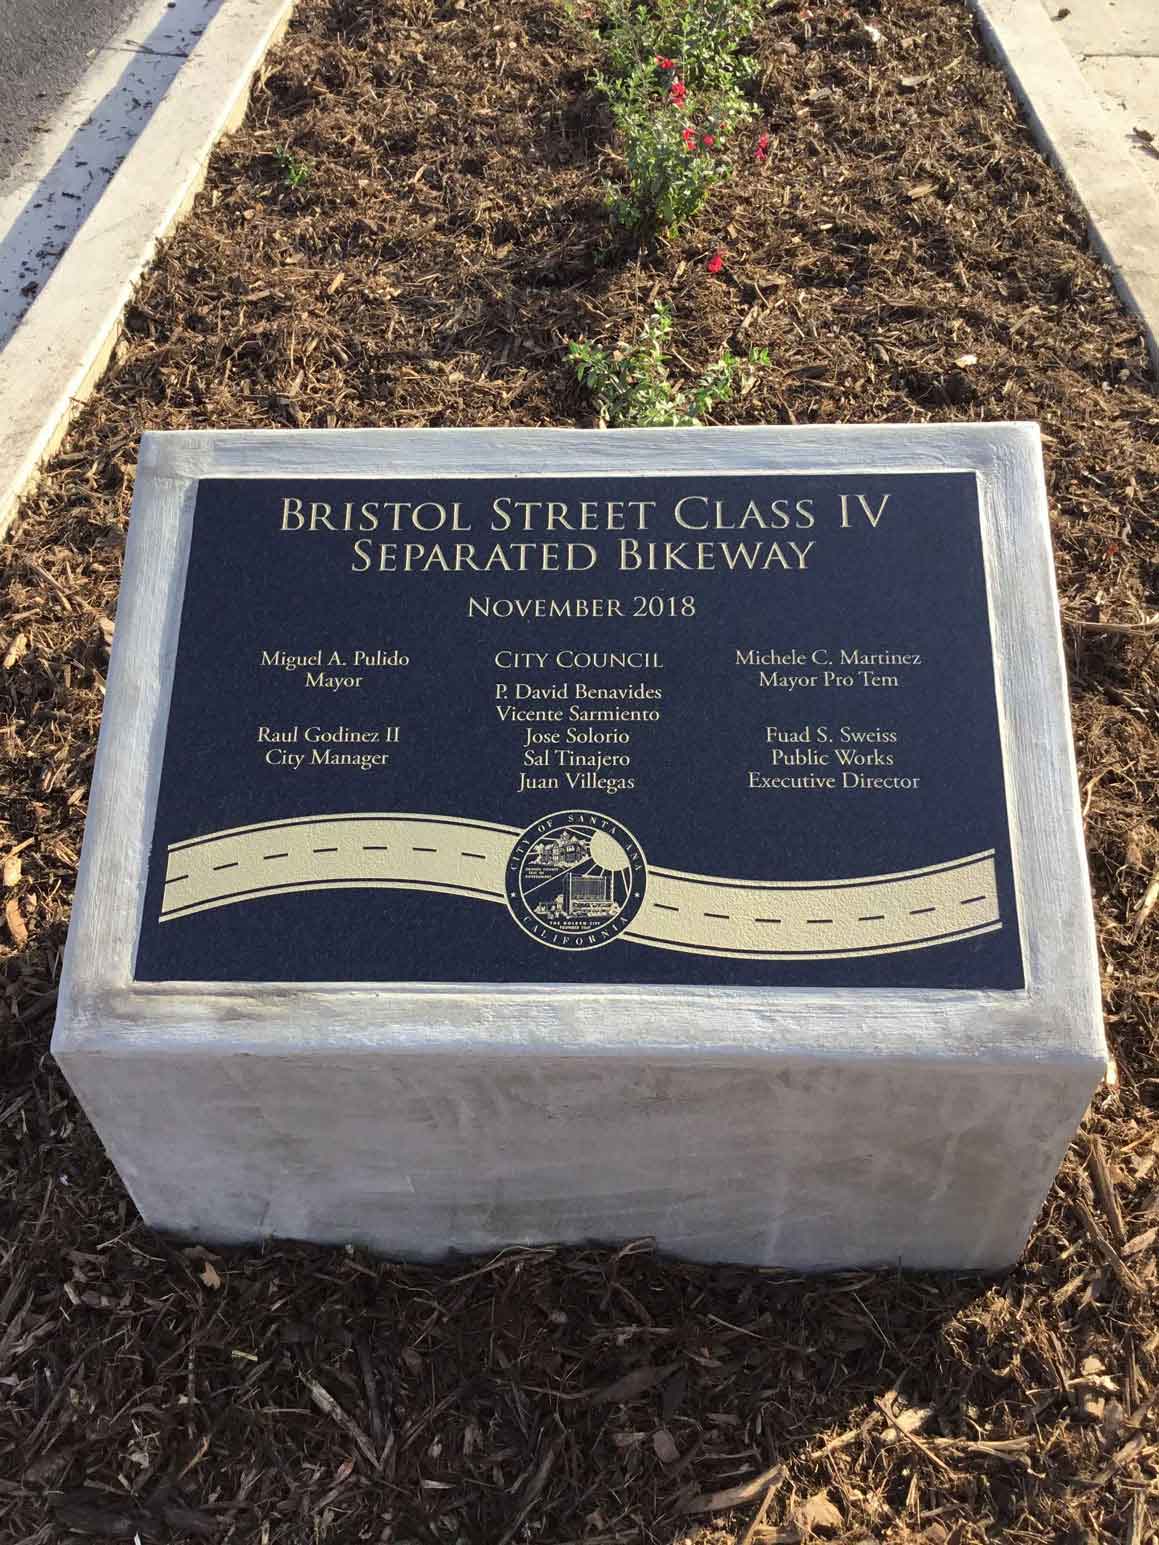 Bristol Street Class IV
Separated Bikeway
November 2018
Miguel A. Pulido
Mayor
Raul Godinez II
City Manager
City Council
P. David Benavides
Vicente Sarmiento
Jose Solorio
Sal Tinajero
Juan Villegas
Michele C. Martinez
Mayor Pro Tem
Fuad S. Sweiss
Public Works
Executive Director
CITY OF SANTA ANA
CALIFORNIA